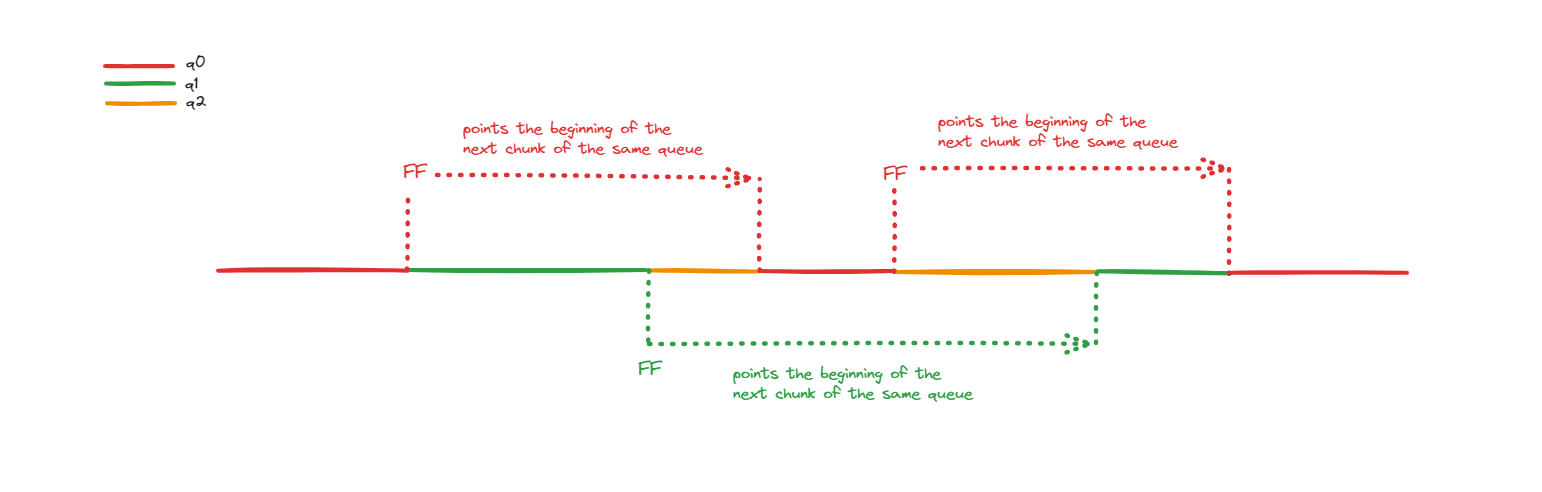 q0
q1
q2
points the beginning of the
next chunk of the same queue
FF
points the beginning of the
next chunk of the same queue
FF
FF
points the beginning of the
next chunk of the same queue